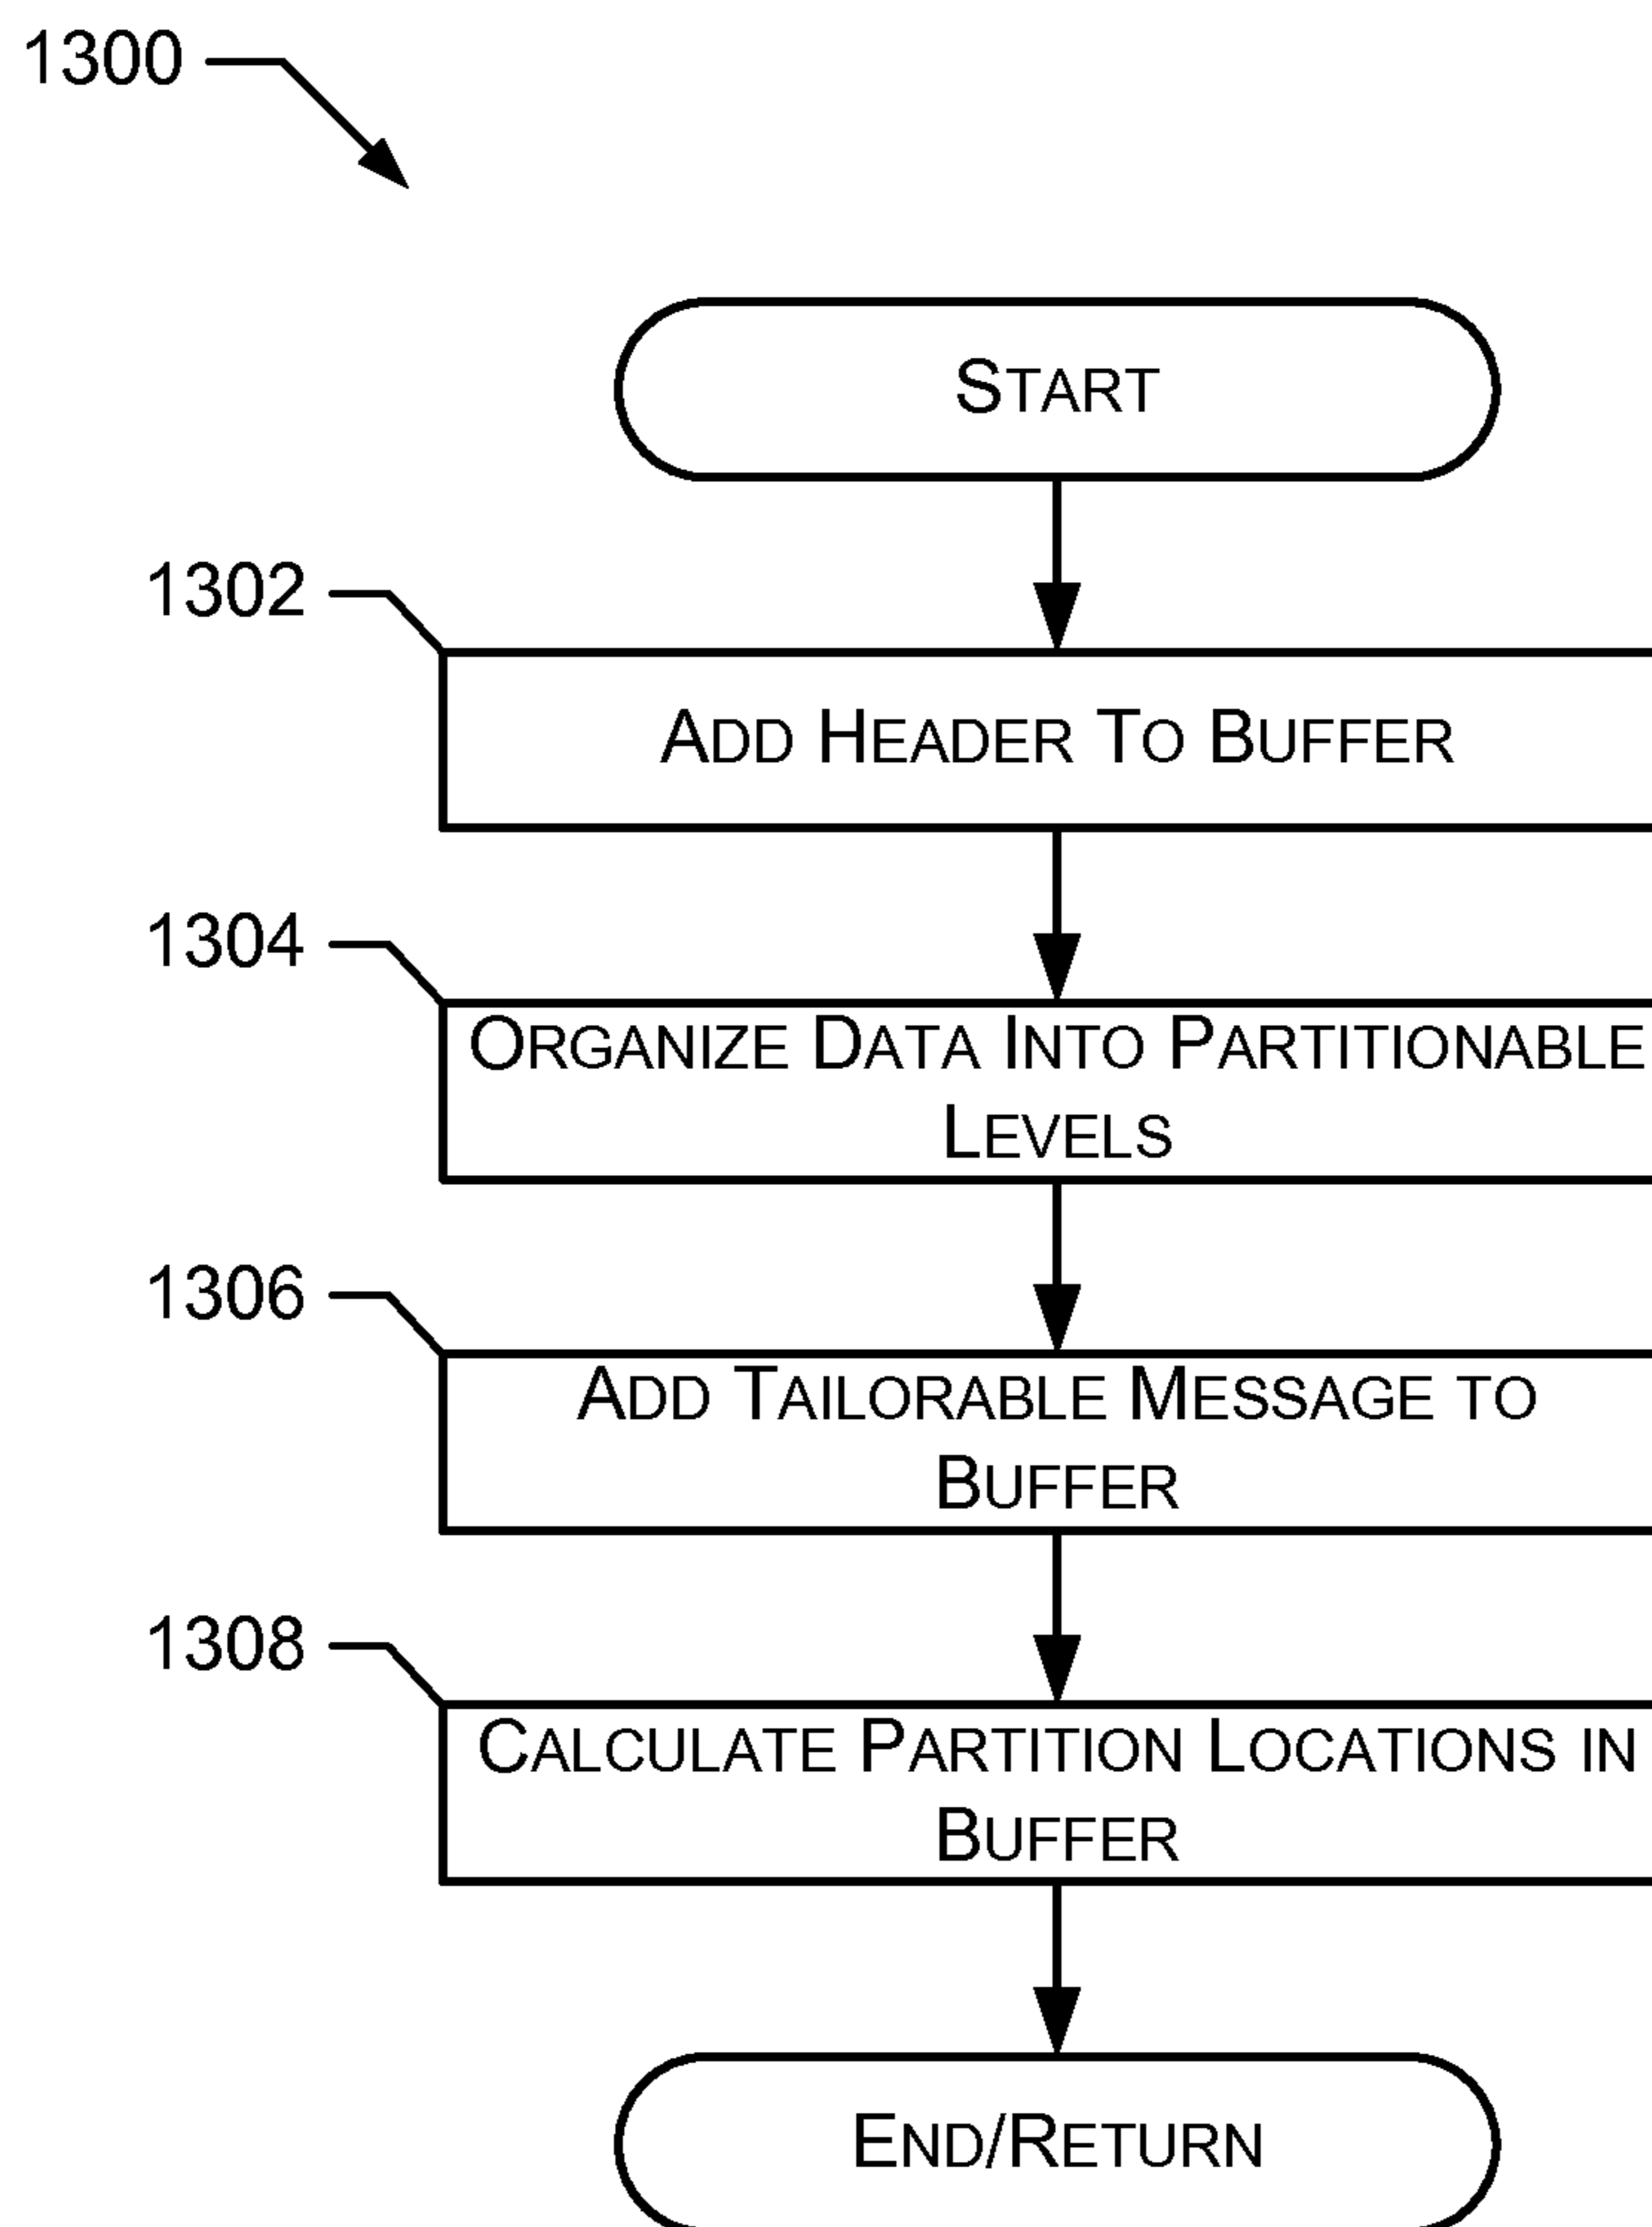 1300
START
1302
ADD HEADER TO BUFFER
1304
ORGANIZE DATA INTO PARTITIONABLE
LEVELS
1306
ADD TAILORABLE MESSAGE TO
BUFFER
1308
CALCULATE PARTITION LOCATIONS IN
BUFFER
END/RETURN